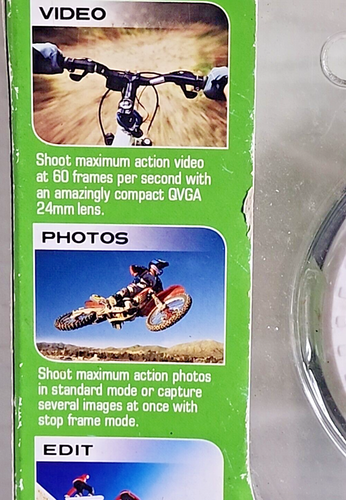 VIDEO
Shoot maximum action video
at 60 frames per second with
an amazingly compact QVGA
24mm lens.
PHOTOS
Shoot maximum action photos
in standard mode or capture
several images at once with
stop frame mode.
EDIT